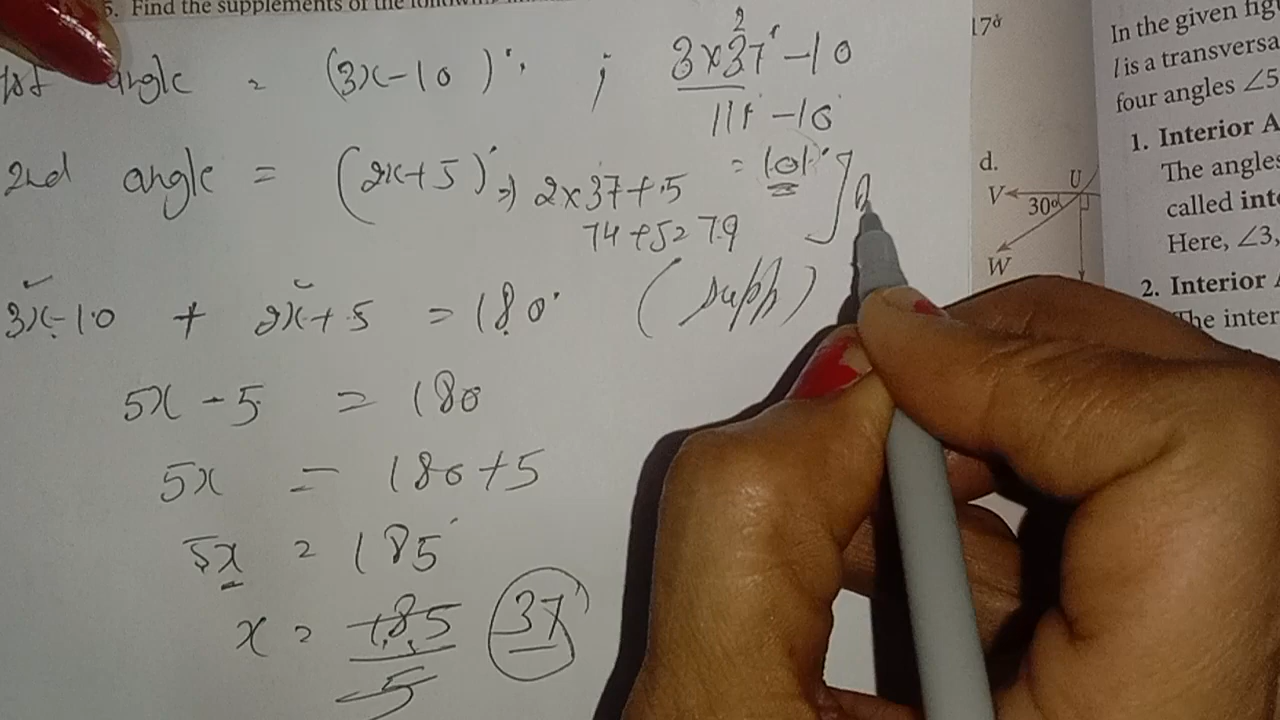 5. Find the supplements of the
1st angle = (3x-10)° ; 3x37°-10
111°-10°
= 101°
2nd angle = (2x+5)° ⇒ 2x37+5
74+5=79
3x-10 + 2x+5 = 180° (supp)
5x - 5 = 180
5x = 180+5
5x = 185
x = 185/5 37°
17°
d.
U
V
30°
W
In the given fig
l is a transversa
four angles ∠5
1. Interior A
The angles
called inte
Here, ∠3,
2. Interior A
The inter